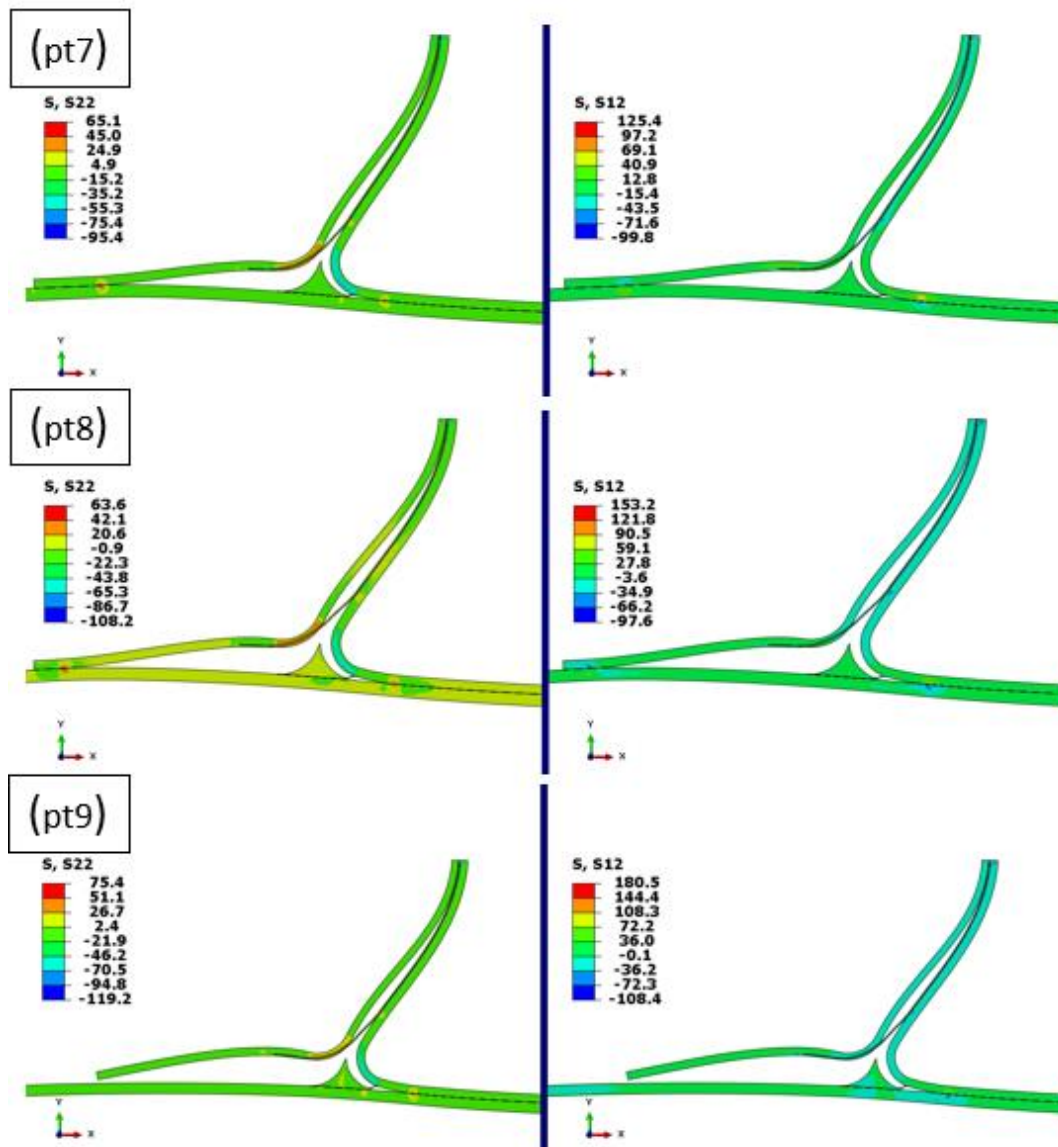 (pt7)
S, S22
65.1
45.0
24.9
4.9
-15.2
-35.2
-55.3
-75.4
-95.4
Y
X
S, S12
125.4
97.2
69.1
40.9
12.8
-15.4
-43.5
-71.6
-99.8
Y
X
(pt8)
S, S22
63.6
42.1
20.6
-0.9
-22.3
-43.8
-65.3
-86.7
-108.2
Y
X
S, S12
153.2
121.8
90.5
59.1
27.8
-3.6
-34.9
-66.2
-97.6
Y
X
(pt9)
S, S22
75.4
51.1
26.7
2.4
-21.9
-46.2
-70.5
-94.8
-119.2
Y
X
S, S12
180.5
144.4
108.3
72.2
36.0
-0.1
-36.2
-72.3
-108.4
Y
X